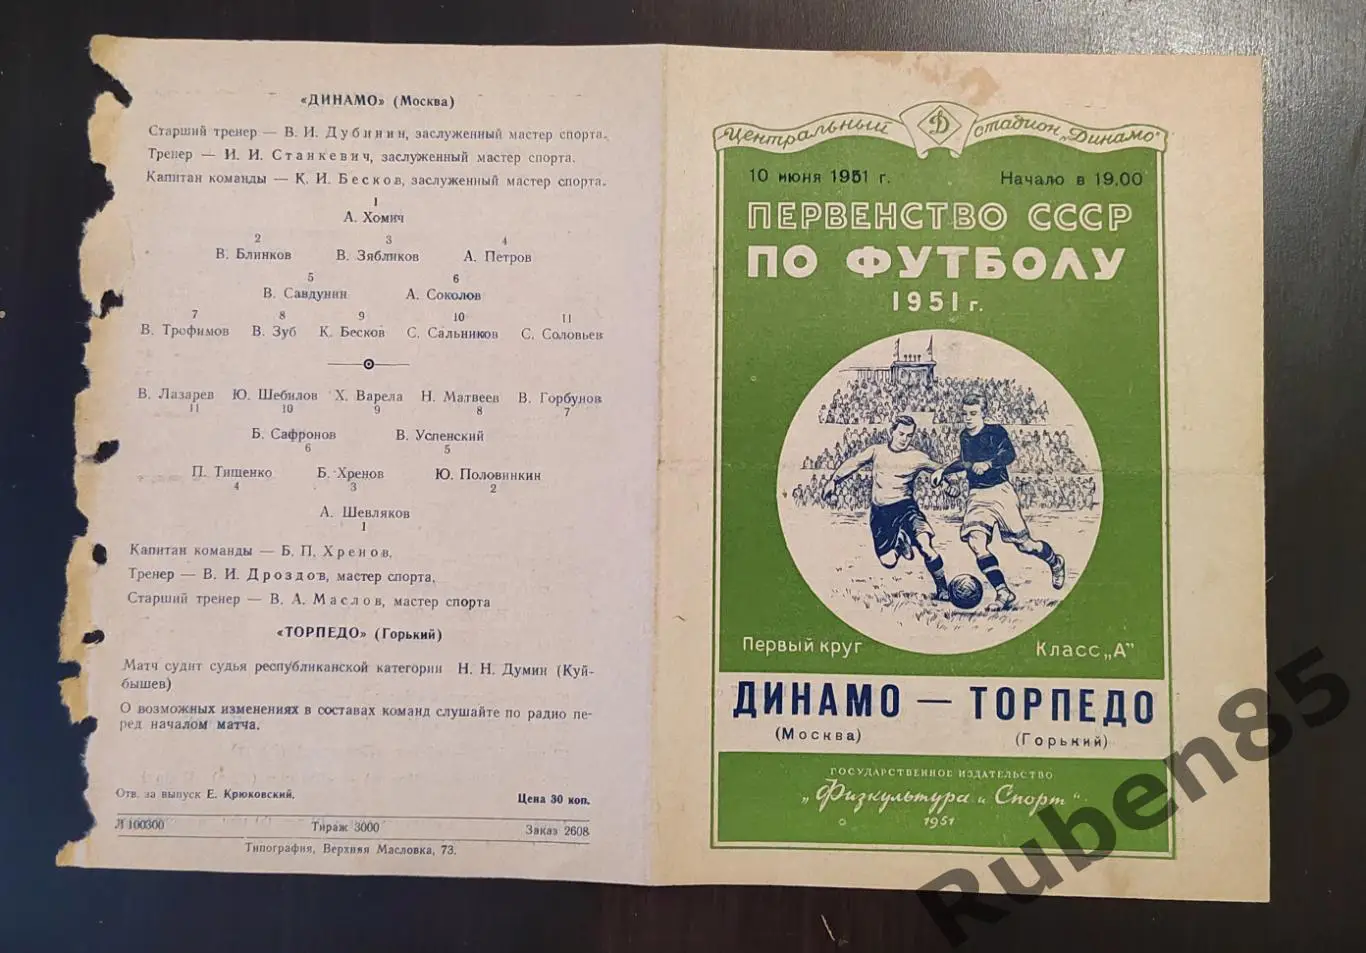 «ДИНАМО» (Москва)
Старший тренер — В. И. Дубинин, заслуженный мастер спорта.
Тренер — И. И. Станкевич, заслуженный мастер спорта.
Капитан команды — К. И. Бесков, заслуженный мастер спорта.
1
А. Хомич
2 3 4
В. Блинков В. Зябликов А. Петров
5 6
В. Савдунин А. Соколов
7 8 9 10 11
В. Трофимов В. Зуб К. Бесков С. Сальников С. Соловьев
В. Лазарев Ю. Шебилов Х. Варела Н. Матвеев В. Горбунов
11 10 9 8 7
Б. Сафронов В. Успенский
6 5
П. Тищенко Б. Хренов Ю. Половинкин
4 3 2
А. Шевляков
1
Капитан команды — Б. П. Хренов.
Тренер — В. И. Дроздов, мастер спорта.
Старший тренер — В. А. Маслов, мастер спорта
«ТОРПЕДО» (Горький)
Матч судит судья республиканской категории Н. Н. Думин (Куй-
бышев)
О возможных изменениях в составах команд слушайте по радио пе-
ред началом матча.
Отв. за выпуск Е. Крюковский. Цена 30 коп.
Л 100300 Тираж 3000 Заказ 2608
Типография, Верхняя Масловка, 73.
Центральный Д стадион „Динамо"
10 июня 1951 г. Начало в 19.00
ПЕРВЕНСТВО СССР
ПО ФУТБОЛУ
1951 г.
Первый круг Класс „А"
ДИНАМО — ТОРПЕДО
(Москва) (Горький)
ГОСУДАРСТВЕННОЕ ИЗДАТЕЛЬСТВО
„Физкультура и Спорт"
1951
Ruben85